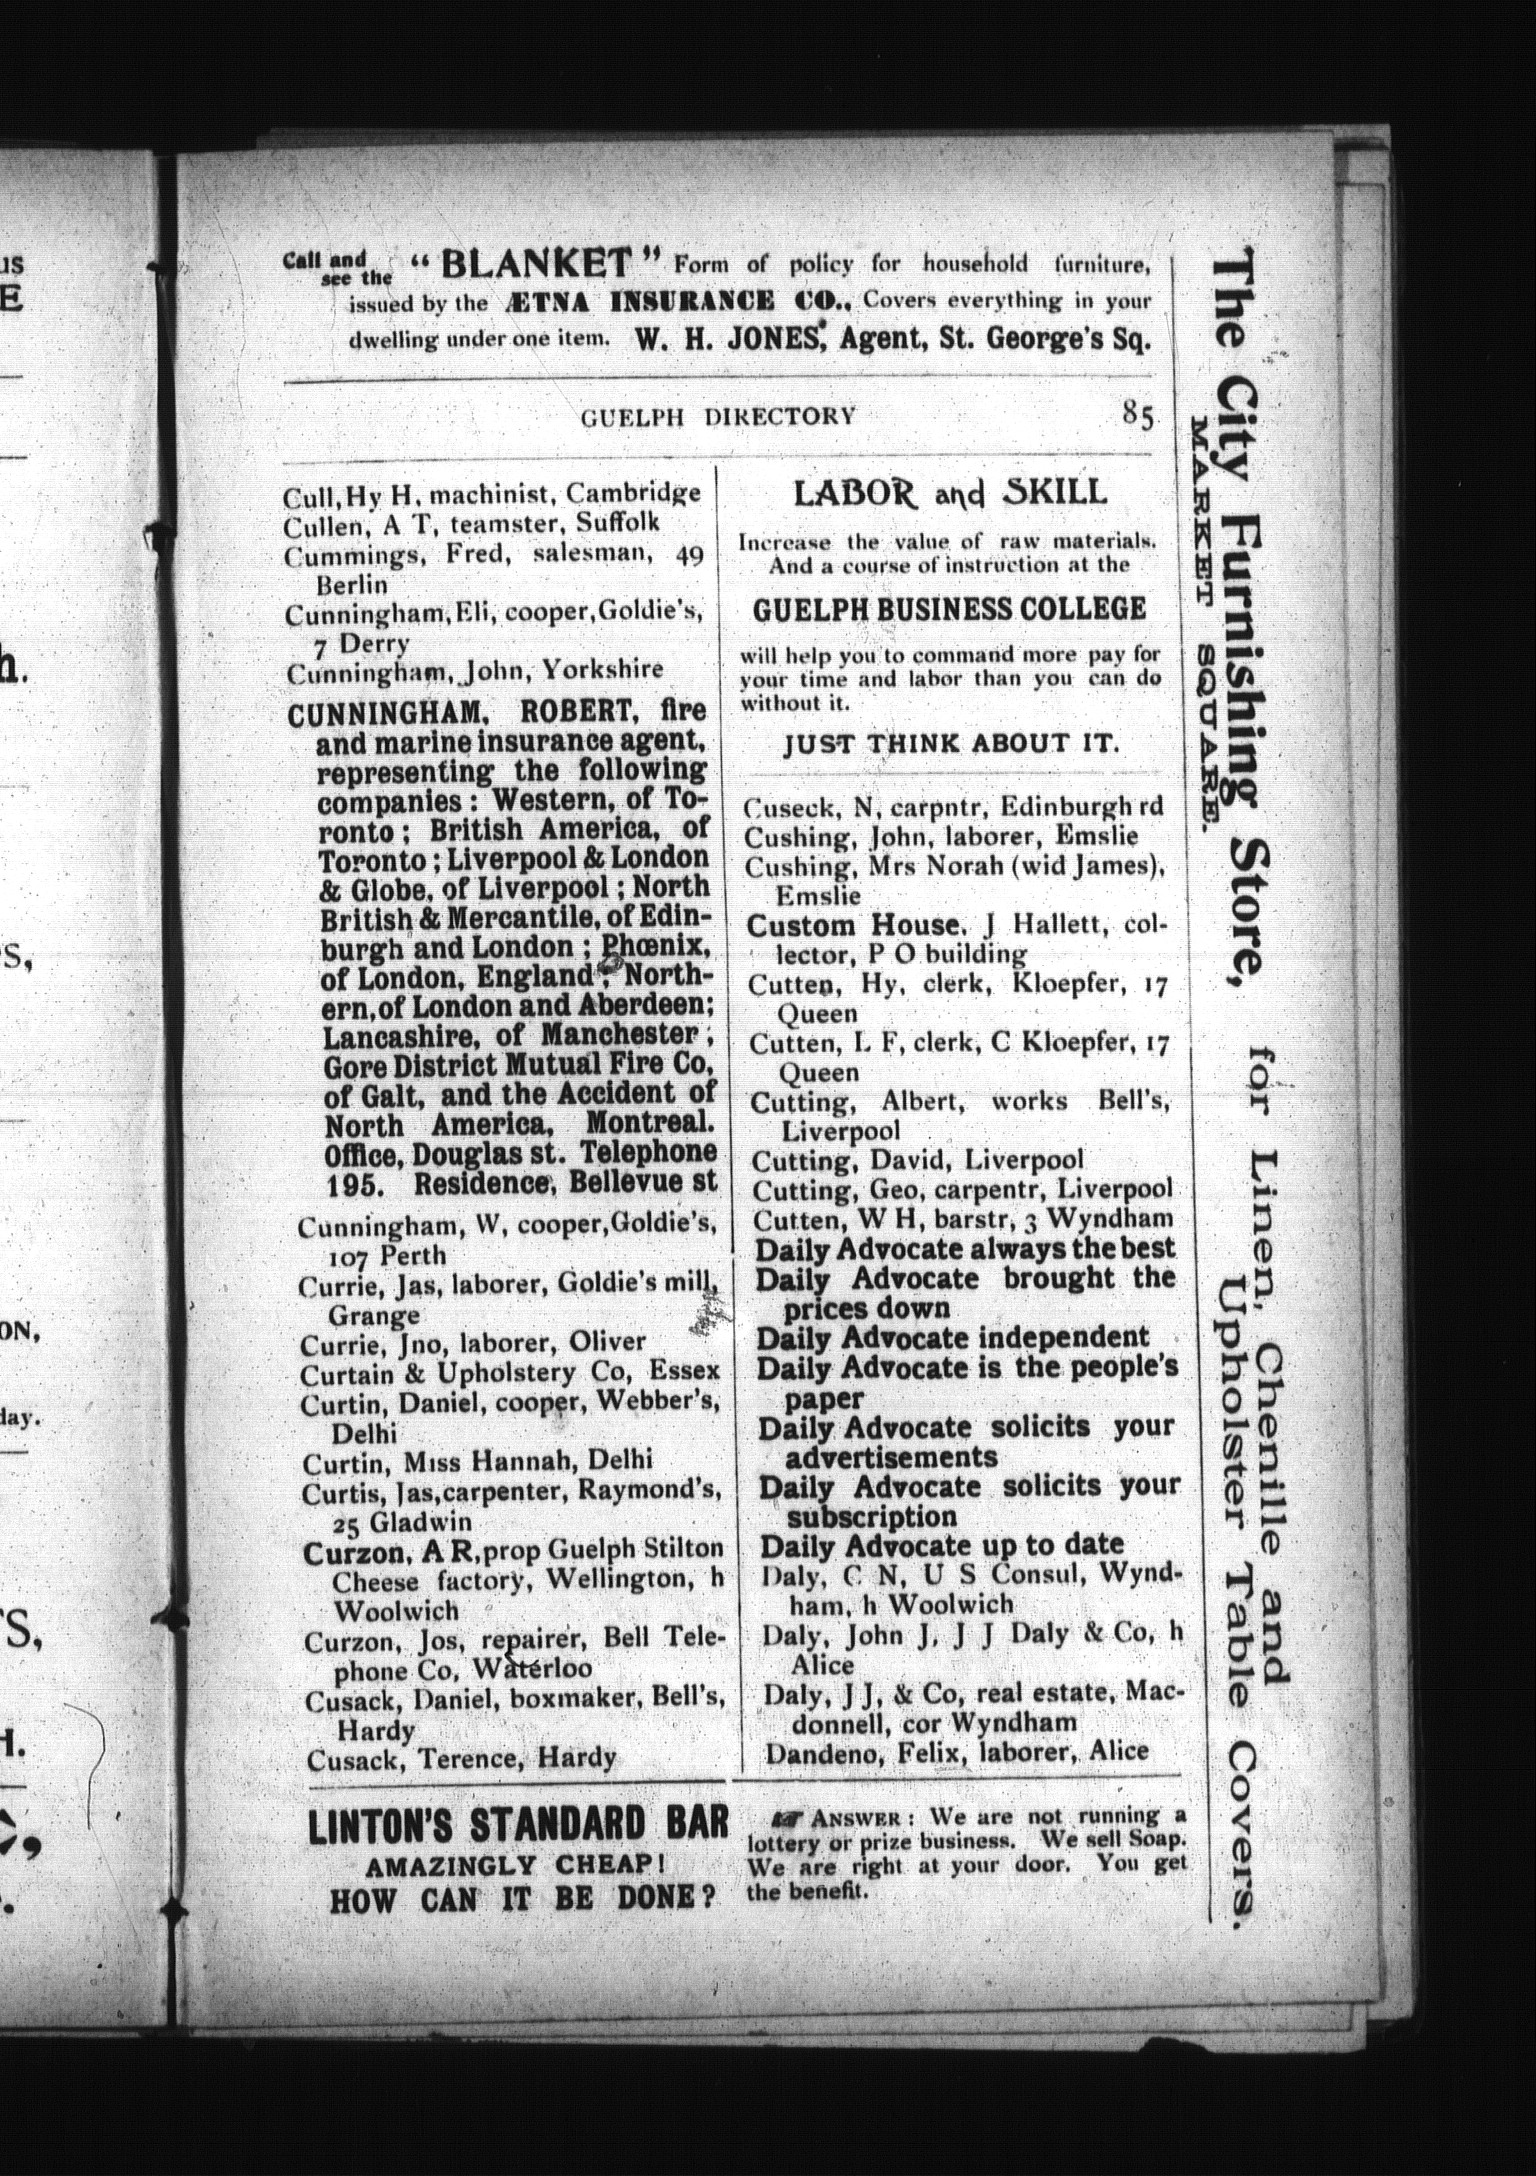 Call and see the "BLANKET" Form of policy for household furniture,
issued by the ÆTNA INSURANCE CO., Covers everything in your
dwelling under one item. W. H. JONES, Agent, St. George's Sq.
GUELPH DIRECTORY 85
Cull, Hy H, machinist, Cambridge
Cullen, A T, teamster, Suffolk
Cummings, Fred, salesman, 49
Berlin
Cunningham, Eli, cooper, Goldie's,
7 Derry
Cunningham, John, Yorkshire
CUNNINGHAM, ROBERT, fire
and marine insurance agent,
representing the following
companies : Western, of To-
ronto ; British America, of
Toronto ; Liverpool & London
& Globe, of Liverpool ; North
British & Mercantile, of Edin-
burgh and London ; Phœnix,
of London, England ; North-
ern, of London and Aberdeen;
Lancashire, of Manchester ;
Gore District Mutual Fire Co,
of Galt, and the Accident of
North America, Montreal.
Office, Douglas st. Telephone
195. Residence, Bellevue st
Cunningham, W, cooper, Goldie's,
107 Perth
Currie, Jas, laborer, Goldie's mill,
Grange
Currie, Jno, laborer, Oliver
Curtain & Upholstery Co, Essex
Curtin, Daniel, cooper, Webber's,
Delhi
Curtin, Miss Hannah, Delhi
Curtis, Jas, carpenter, Raymond's,
25 Gladwin
Curzon, A R, prop Guelph Stilton
Cheese factory, Wellington, h
Woolwich
Curzon, Jos, repairer, Bell Tele-
phone Co, Waterloo
Cusack, Daniel, boxmaker, Bell's,
Hardy
Cusack, Terence, Hardy
LABOR and SKILL
Increase the value of raw materials.
And a course of instruction at the
GUELPH BUSINESS COLLEGE
will help you to command more pay for
your time and labor than you can do
without it.
JUST THINK ABOUT IT.
Cuseck, N, carpntr, Edinburgh rd
Cushing, John, laborer, Emslie
Cushing, Mrs Norah (wid James),
Emslie
Custom House, J Hallett, col-
lector, P O building
Cutten, Hy, clerk, Kloepfer, 17
Queen
Cutten, L F, clerk, C Kloepfer, 17
Queen
Cutting, Albert, works Bell's,
Liverpool
Cutting, David, Liverpool
Cutting, Geo, carpentr, Liverpool
Cutten, W H, barstr, 3 Wyndham
Daily Advocate always the best
Daily Advocate brought the
prices down
Daily Advocate independent
Daily Advocate is the people's
paper
Daily Advocate solicits your
advertisements
Daily Advocate solicits your
subscription
Daily Advocate up to date
Daly, C N, U S Consul, Wynd-
ham, h Woolwich
Daly, John J, J J Daly & Co, h
Alice
Daly, J J, & Co, real estate, Mac-
donnell, cor Wyndham
Dandeno, Felix, laborer, Alice
LINTON'S STANDARD BAR
AMAZINGLY CHEAP!
HOW CAN IT BE DONE?
☞ ANSWER : We are not running a
lottery or prize business. We sell Soap.
We are right at your door. You get
the benefit.
The City Furnishing Store, for Linen, Chenille and
MARKET SQUARE. Upholster Table Covers.
us
E
h.
S,
ON,
day.
TS,
H.